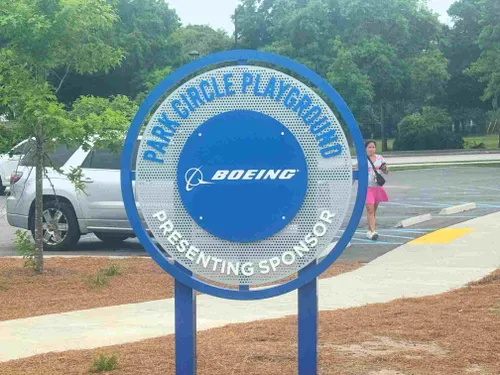 PARK CIRCLE PLAYGROUND
BOEING
PRESENTING SPONSOR